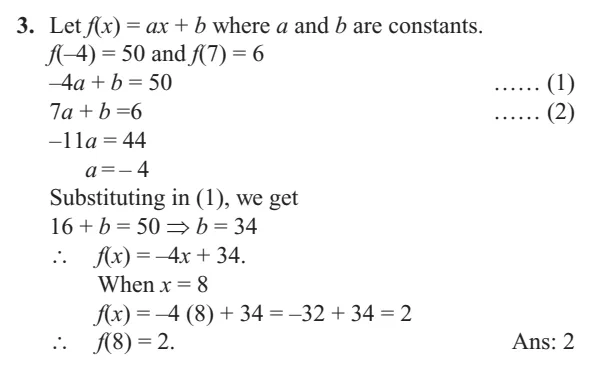 3. Let f(x) = ax + b where a and b are constants.
f(–4) = 50 and f(7) = 6
–4a + b = 50 …… (1)
7a + b =6 …… (2)
–11a = 44
a = – 4
Substituting in (1), we get
16 + b = 50 ⇒ b = 34
∴ f(x) = –4x + 34.
When x = 8
f(x) = –4 (8) + 34 = –32 + 34 = 2
∴ f(8) = 2. Ans: 2